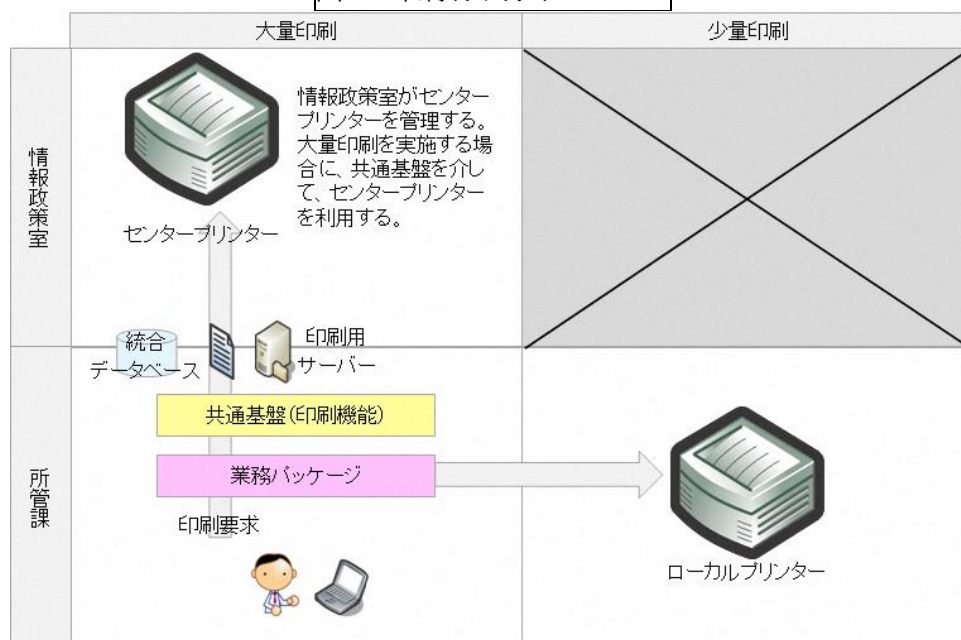 大量印刷
少量印刷
情報政策室
センタープリンター
情報政策室がセンター
プリンターを管理する。
大量印刷を実施する場
合に、共通基盤を介し
て、センタープリンター
を利用する。
統合
データベース
印刷用
サーバー
所管課
共通基盤(印刷機能)
業務パッケージ
印刷要求
ローカルプリンター